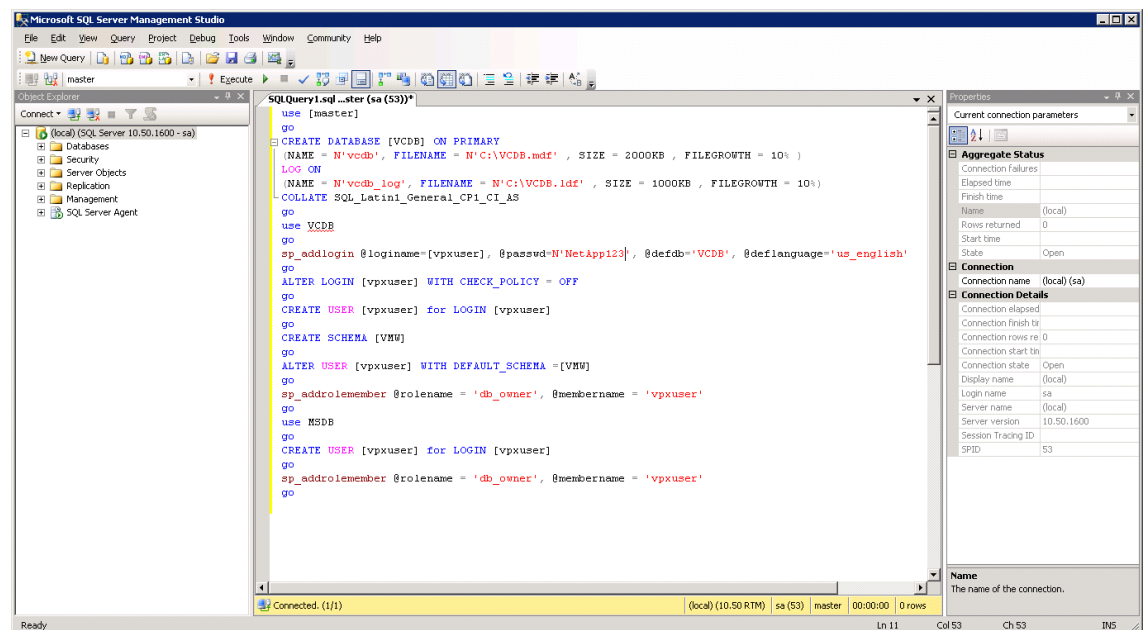 Microsoft SQL Server Management Studio
File Edit View Query Project Debug Tools Window Community Help
New Query
master Execute
Object Explorer
Connect
(local) (SQL Server 10.50.1600 - sa)
Databases
Security
Server Objects
Replication
Management
SQL Server Agent
SQLQuery1.sql ...ster (sa (53))*
use [master]
go
CREATE DATABASE [VCDB] ON PRIMARY
(NAME = N'vcdb', FILENAME = N'C:\VCDB.mdf' , SIZE = 2000KB , FILEGROWTH = 10% )
LOG ON
(NAME = N'vcdb_log', FILENAME = N'C:\VCDB.ldf' , SIZE = 1000KB , FILEGROWTH = 10%)
COLLATE SQL_Latin1_General_CP1_CI_AS
go
use VCDB
go
sp_addlogin @loginame=[vpxuser], @passwd=N'NetApp123', @defdb='VCDB', @deflanguage='us_english'
go
ALTER LOGIN [vpxuser] WITH CHECK_POLICY = OFF
go
CREATE USER [vpxuser] for LOGIN [vpxuser]
go
CREATE SCHEMA [VMW]
go
ALTER USER [vpxuser] WITH DEFAULT_SCHEMA =[VMW]
go
sp_addrolemember @rolename = 'db_owner', @membername = 'vpxuser'
go
use MSDB
go
CREATE USER [vpxuser] for LOGIN [vpxuser]
go
sp_addrolemember @rolename = 'db_owner', @membername = 'vpxuser'
go
Connected. (1/1) (local) (10.50 RTM) sa (53) master 00:00:00 0 rows
Properties
Current connection parameters
Aggregate Status
Connection failures
Elapsed time
Finish time
Name (local)
Rows returned 0
Start time
State Open
Connection
Connection name (local) (sa)
Connection Details
Connection elapsed
Connection finish tir
Connection rows re 0
Connection start tin
Connection state Open
Display name (local)
Login name sa
Server name (local)
Server version 10.50.1600
Session Tracing ID
SPID 53
Name
The name of the connection.
Ready Ln 11 Col 53 Ch 53 INS